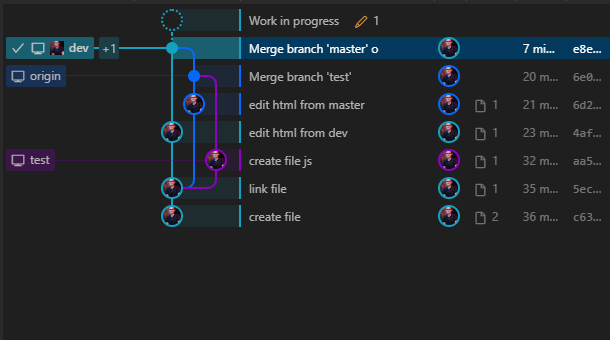 Work in progress 1
dev +1 Merge branch 'master' o 7 mi... e8e...
origin Merge branch 'test' 20 m... 6e0...
edit html from master 1 21 m... 6d2...
edit html from dev 1 23 m... 4af...
test create file js 1 32 m... aa5...
link file 1 35 m... 5ec...
create file 2 36 m... c63...